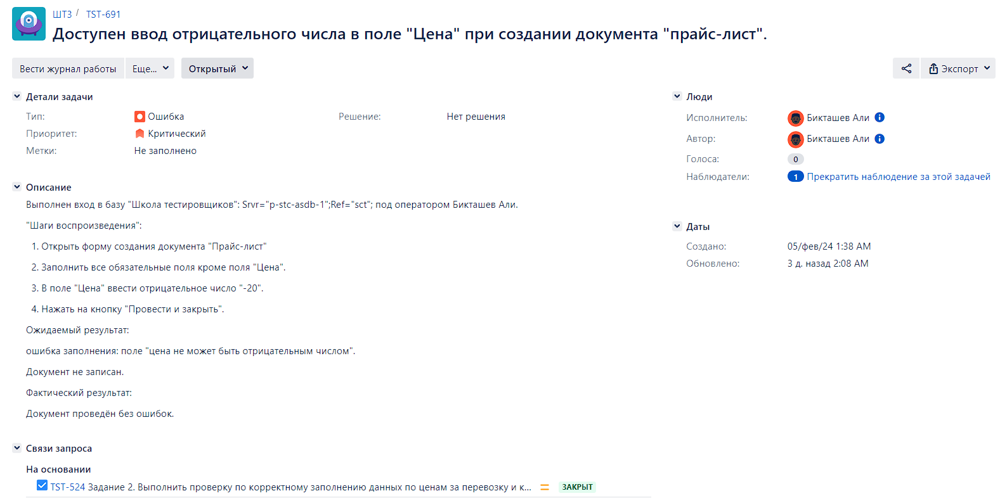 ШТЗ / TST-691
Доступен ввод отрицательного числа в поле "Цена" при создании документа "прайс-лист".
Вести журнал работы Еще... Открытый Экспорт
Детали задачи
Тип: Ошибка Решение: Нет решения
Приоритет: Критический
Метки: Не заполнено
Описание
Выполнен вход в базу "Школа тестировщиков": Srvr="p-stc-asdb-1";Ref="sct"; под оператором Бикташев Али.
"Шаги воспроизведения":
1. Открыть форму создания документа "Прайс-лист"
2. Заполнить все обязательные поля кроме поля "Цена".
3. В поле "Цена" ввести отрицательное число "-20".
4. Нажать на кнопку "Провести и закрыть".
Ожидаемый результат:
ошибка заполнения: поле "цена не может быть отрицательным числом".
Документ не записан.
Фактический результат:
Документ проведён без ошибок.
Связи запроса
На основании
TST-524 Задание 2. Выполнить проверку по корректному заполнению данных по ценам за перевозку и к... ЗАКРЫТ
Люди
Исполнитель: Бикташев Али
Автор: Бикташев Али
Голоса: 0
Наблюдатели: 1 Прекратить наблюдение за этой задачей
Даты
Создано: 05/фев/24 1:38 AM
Обновлено: 3 д. назад 2:08 AM